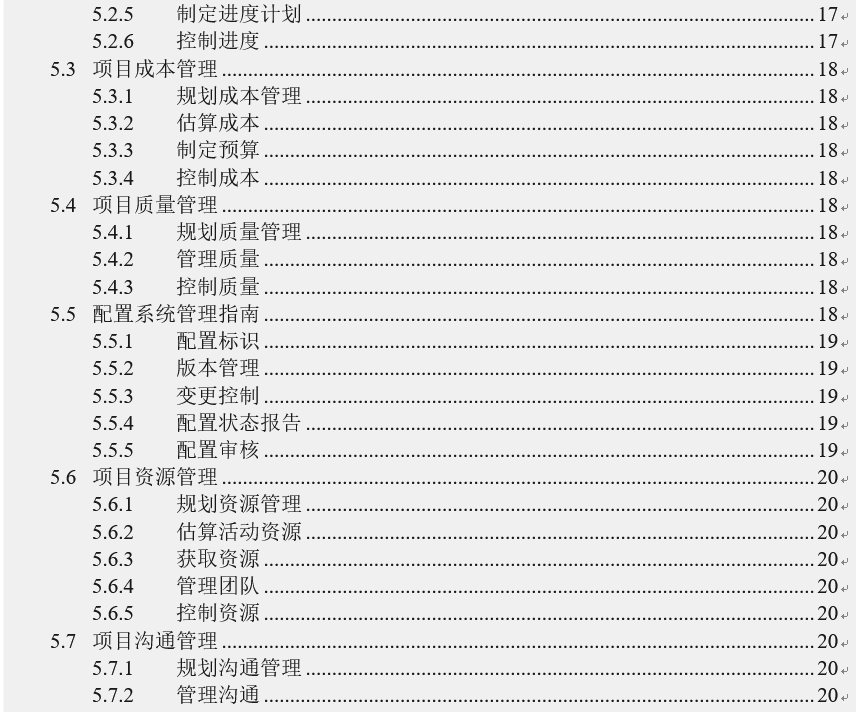 5.2.5 制定进度计划 17
5.2.6 控制进度 17
5.3 项目成本管理 18
5.3.1 规划成本管理 18
5.3.2 估算成本 18
5.3.3 制定预算 18
5.3.4 控制成本 18
5.4 项目质量管理 18
5.4.1 规划质量管理 18
5.4.2 管理质量 18
5.4.3 控制质量 18
5.5 配置系统管理指南 18
5.5.1 配置标识 19
5.5.2 版本管理 19
5.5.3 变更控制 19
5.5.4 配置状态报告 19
5.5.5 配置审核 19
5.6 项目资源管理 20
5.6.1 规划资源管理 20
5.6.2 估算活动资源 20
5.6.3 获取资源 20
5.6.4 管理团队 20
5.6.5 控制资源 20
5.7 项目沟通管理 20
5.7.1 规划沟通管理 20
5.7.2 管理沟通 20